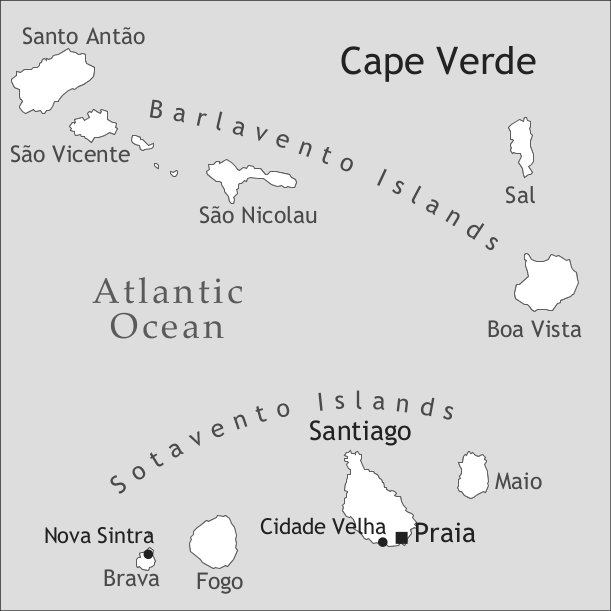 Santo Antão
Cape Verde
Barlavento Islands
São Vicente
Sal
São Nicolau
Atlantic
Ocean
Boa Vista
Sotavento Islands
Santiago
Maio
Nova Sintra
Cidade Velha
Praia
Brava
Fogo